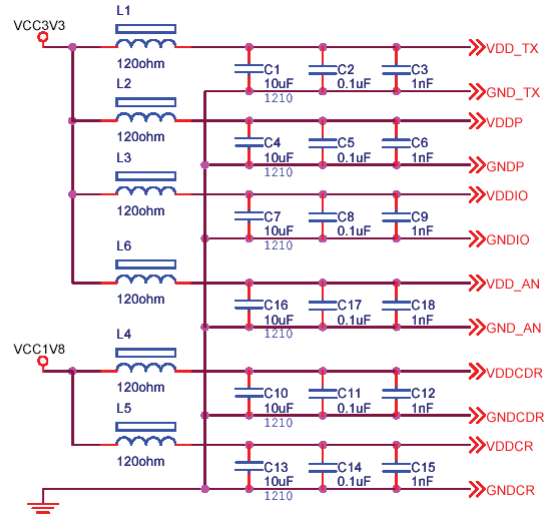 L1
VCC3V3
VDD_TX
120ohm
C1
C2
C3
10uF
0.1uF
1nF
1210
GND_TX
L2
VDDP
120ohm
C4
C5
C6
10uF
0.1uF
1nF
1210
GNDP
L3
VDDIO
120ohm
C7
C8
C9
10uF
0.1uF
1nF
1210
GNDIO
L6
VDD_AN
120ohm
C16
C17
C18
10uF
0.1uF
1nF
1210
GND_AN
L4
VCC1V8
VDDCDR
120ohm
C10
C11
C12
10uF
0.1uF
1nF
1210
GNDCDR
L5
VDDCR
120ohm
C13
C14
C15
10uF
0.1uF
1nF
1210
GNDCR